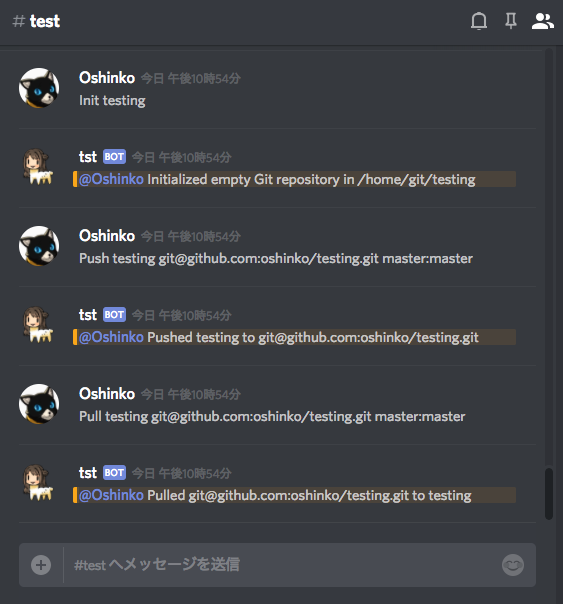 # test
Oshinko 今日 午後10時54分
Init testing
tst BOT 今日 午後10時54分
@Oshinko Initialized empty Git repository in /home/git/testing
Oshinko 今日 午後10時54分
Push testing git@github.com:oshinko/testing.git master:master
tst BOT 今日 午後10時54分
@Oshinko Pushed testing to git@github.com:oshinko/testing.git
Oshinko 今日 午後10時54分
Pull testing git@github.com:oshinko/testing.git master:master
tst BOT 今日 午後10時54分
@Oshinko Pulled git@github.com:oshinko/testing.git to testing
#test へメッセージを送信